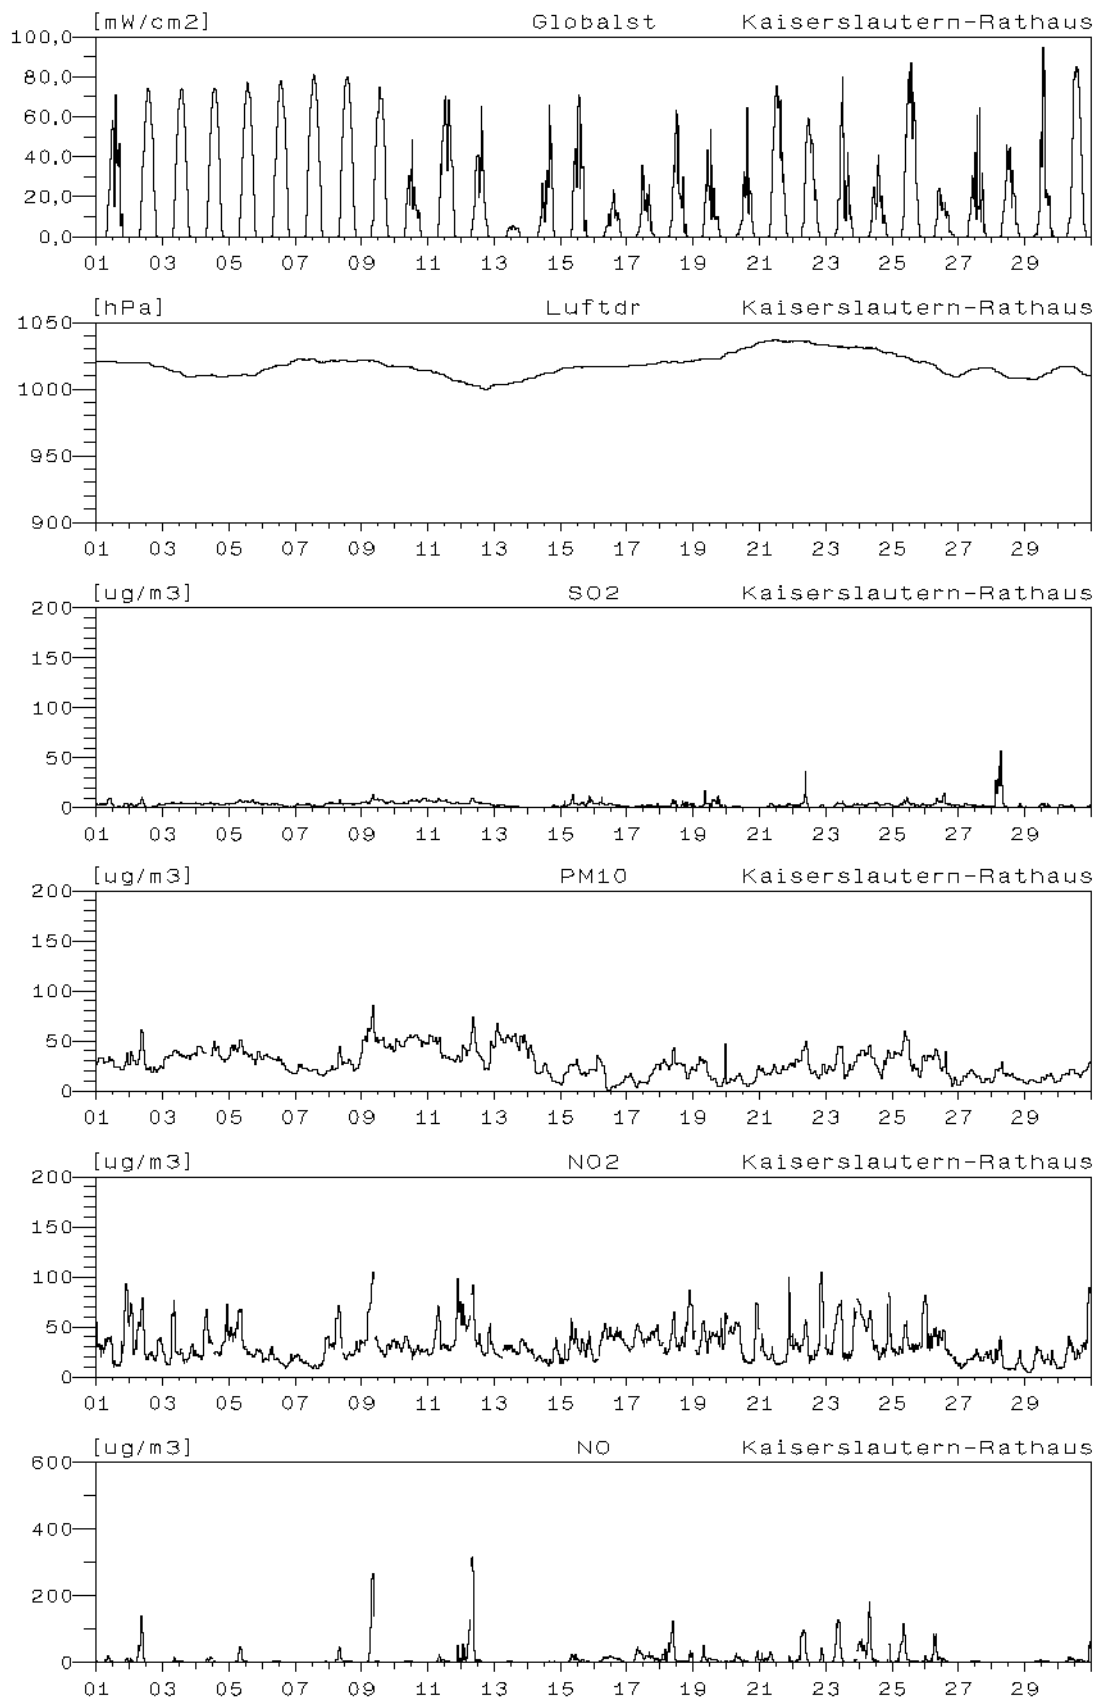 [mW/cm2] Globalst Kaiserslautern-Rathaus
100,0
80,0
60,0
40,0
20,0
0,0
01 03 05 07 09 11 13 15 17 19 21 23 25 27 29
[hPa] Luftdr Kaiserslautern-Rathaus
1050
1000
950
900
01 03 05 07 09 11 13 15 17 19 21 23 25 27 29
[ug/m3] SO2 Kaiserslautern-Rathaus
200
150
100
50
0
01 03 05 07 09 11 13 15 17 19 21 23 25 27 29
[ug/m3] PM10 Kaiserslautern-Rathaus
200
150
100
50
0
01 03 05 07 09 11 13 15 17 19 21 23 25 27 29
[ug/m3] NO2 Kaiserslautern-Rathaus
200
150
100
50
0
01 03 05 07 09 11 13 15 17 19 21 23 25 27 29
[ug/m3] NO Kaiserslautern-Rathaus
600
400
200
0
01 03 05 07 09 11 13 15 17 19 21 23 25 27 29